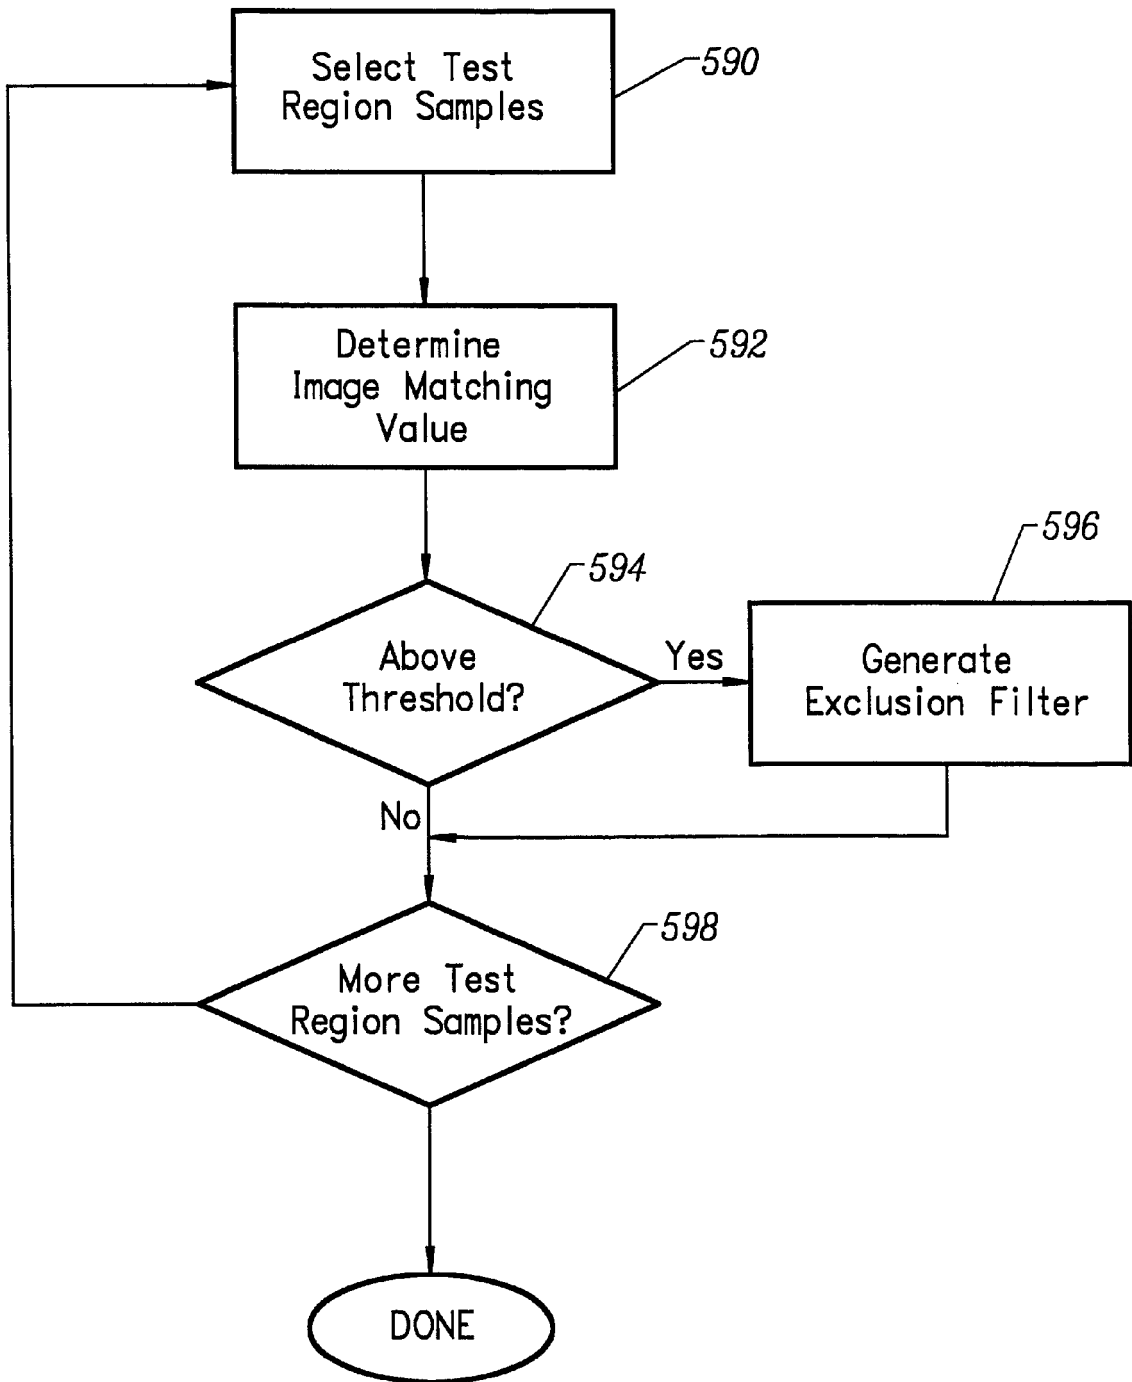 Select Test
Region Samples
590
Determine
Image Matching
Value
592
Above
Threshold?
594
Yes
Generate
Exclusion Filter
596
No
More Test
Region Samples?
598
DONE